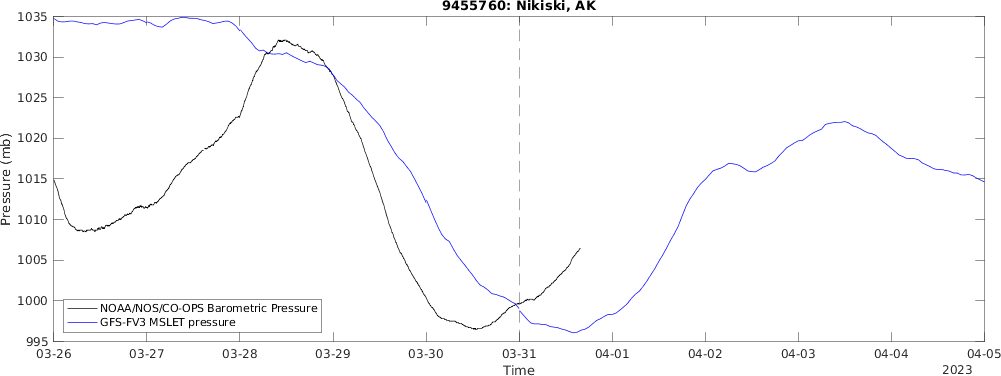 9455760: Nikiski, AK
Pressure (mb)
1035
1030
1025
1020
1015
1010
1005
1000
995
NOAA/NOS/CO-OPS Barometric Pressure
GFS-FV3 MSLET pressure
03-26 03-27 03-28 03-29 03-30 03-31 04-01 04-02 04-03 04-04 04-05
Time
2023